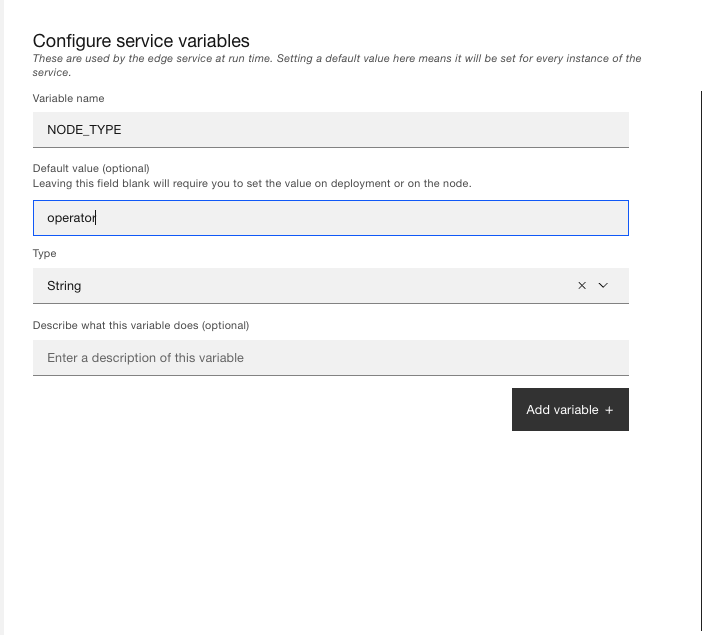 Configure service variables
These are used by the edge service at run time. Setting a default value here means it will be set for every instance of the
service.
Variable name
NODE_TYPE
Default value (optional)
Leaving this field blank will require you to set the value on deployment or on the node.
operator
Type
String
Describe what this variable does (optional)
Enter a description of this variable
Add variable +